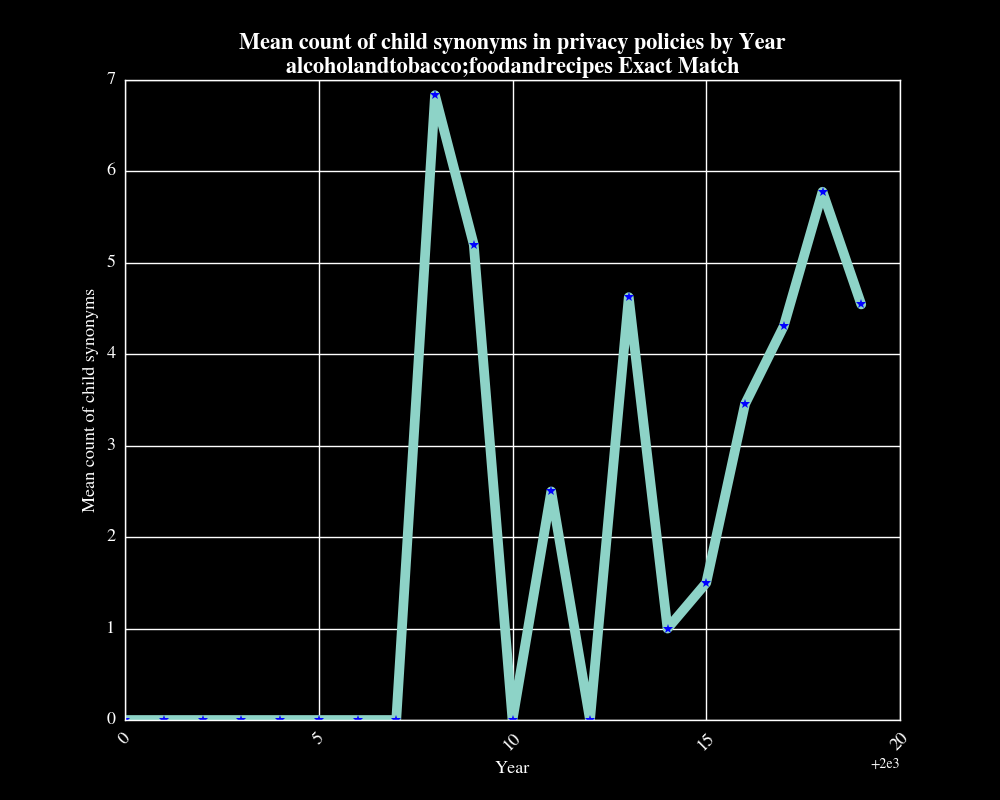 Mean count of child synonyms in privacy policies by Year
alcoholandtobacco;foodandrecipes Exact Match
7
6
5
4
3
2
1
0
Mean count of child synonyms
0 5 10 15 20
Year
+2e3